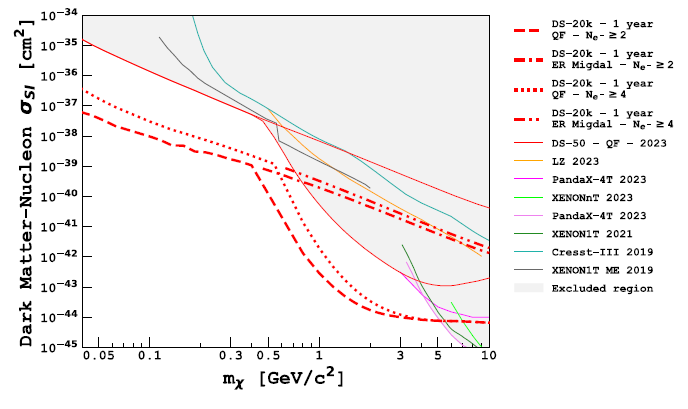 10⁻³⁴
10⁻³⁵
10⁻³⁶
10⁻³⁷
10⁻³⁸
10⁻³⁹
10⁻⁴⁰
10⁻⁴¹
10⁻⁴²
10⁻⁴³
10⁻⁴⁴
10⁻⁴⁵
Dark Matter-Nucleon σ_SI [cm²]
0.05 0.1 0.3 0.5 1 3 10
m_χ [GeV/c²]
DS-20k - 1 year
QF - N_e⁻ ≥ 2
DS-20k - 1 year
ER Migdal - N_e⁻ ≥ 2
DS-20k - 1 year
QF - N_e⁻ ≥ 4
DS-20k - 1 year
ER Migdal - N_e⁻ ≥ 4
DS-50 - QF - 2023
LZ 2023
PandaX-4T 2023
XENONnT 2023
PandaX-4T 2023
XENON1T 2021
Cresst-III 2019
XENON1T ME 2019
Excluded region